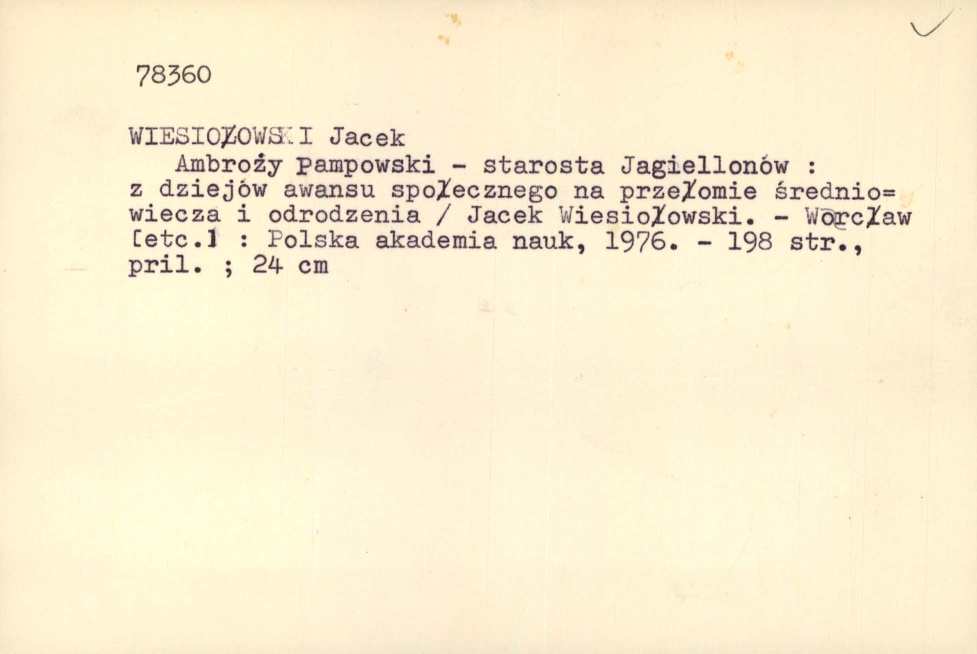 78360
WIESIOŁOWSKI Jacek
Ambroży Pampowski - starosta Jagiellonów :
z dziejów awansu społecznego na przełomie średnio=
wiecza i odrodzenia / Jacek Wiesiołowski. - Worcław
[etc.] : Polska akademia nauk, 1976. - 198 str.,
pril. ; 24 cm